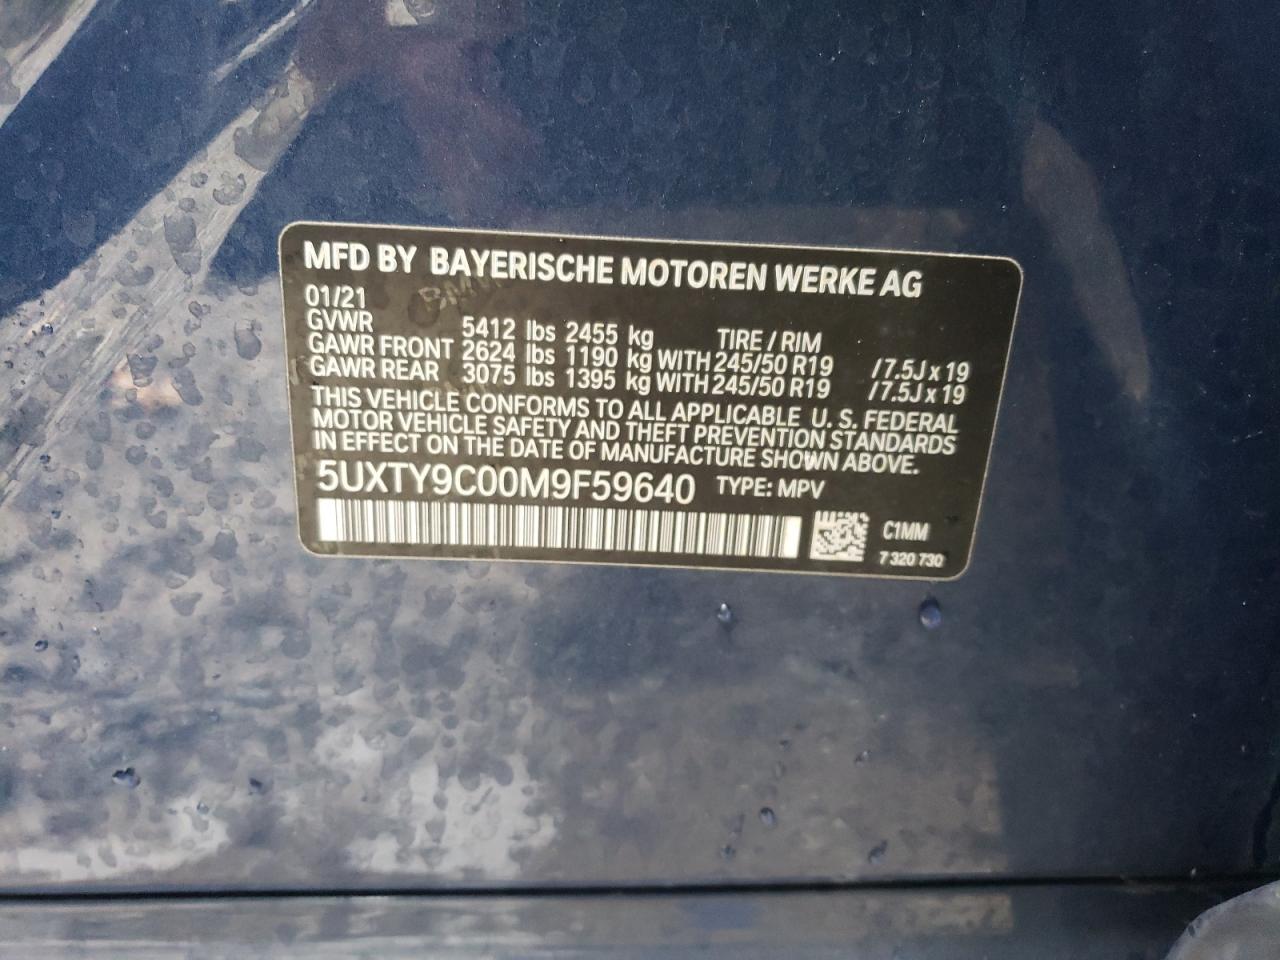 MFD BY BAYERISCHE MOTOREN WERKE AG
01/21
GVWR 5412 lbs 2455 kg TIRE / RIM
GAWR FRONT 2624 lbs 1190 kg WITH 245/50 R19 /7.5J x 19
GAWR REAR 3075 lbs 1395 kg WITH 245/50 R19 /7.5J x 19
THIS VEHICLE CONFORMS TO ALL APPLICABLE U. S. FEDERAL
MOTOR VEHICLE SAFETY AND THEFT PREVENTION STANDARDS
IN EFFECT ON THE DATE OF MANUFACTURE SHOWN ABOVE.
5UXTY9C00M9F59640 TYPE: MPV
C1MM
7 320 730